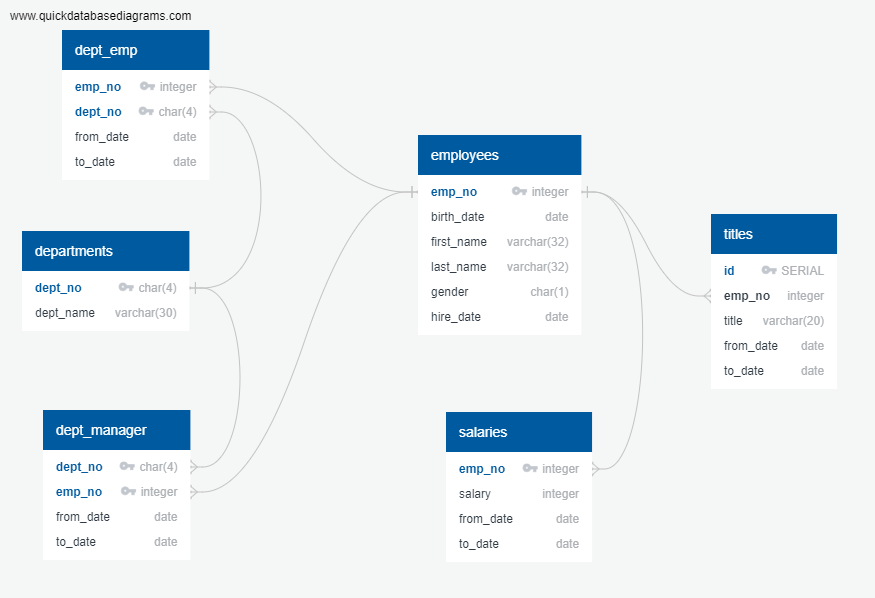 www.quickdatabasediagrams.com
dept_emp
emp_no integer
dept_no char(4)
from_date date
to_date date
departments
dept_no char(4)
dept_name varchar(30)
dept_manager
dept_no char(4)
emp_no integer
from_date date
to_date date
employees
emp_no integer
birth_date date
first_name varchar(32)
last_name varchar(32)
gender char(1)
hire_date date
salaries
emp_no integer
salary integer
from_date date
to_date date
titles
id SERIAL
emp_no integer
title varchar(20)
from_date date
to_date date